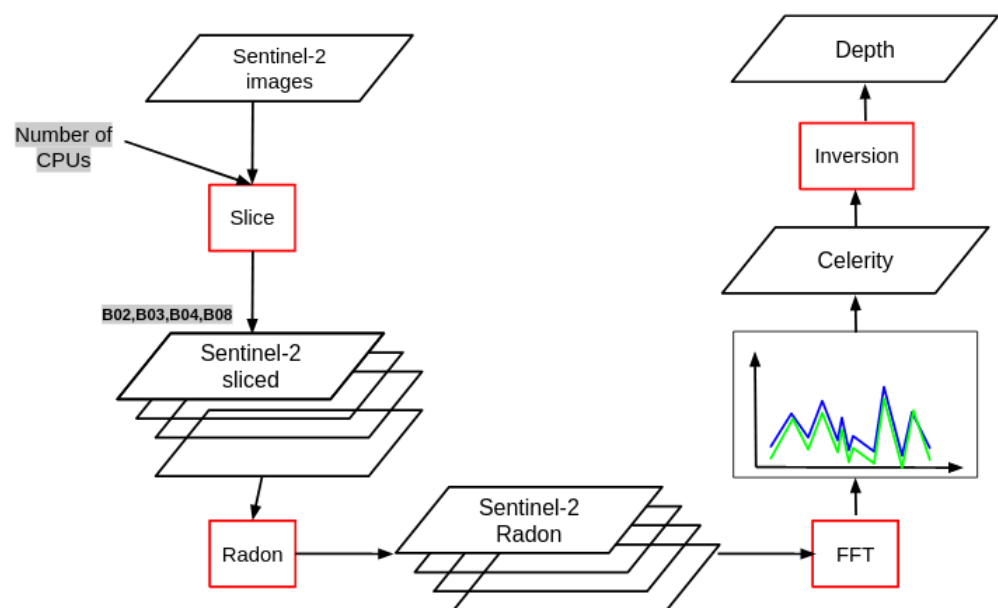 Sentinel-2
images
Number of
CPUs
Slice
B02,B03,B04,B08
Sentinel-2
sliced
Radon
Sentinel-2
Radon
FFT
Celerity
Inversion
Depth